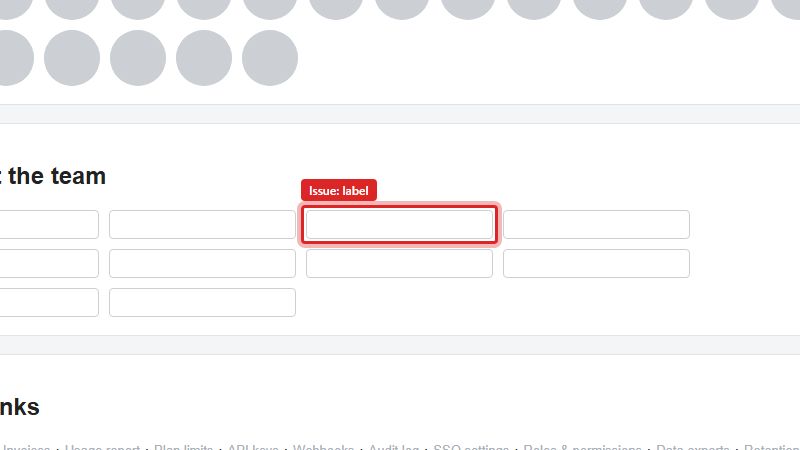 the team
Issue: label
nks
Invoices · Usage report · Plan limits · API keys · Webhooks · Audit log · SSO settings · Roles & permissions · Data exports · Retention